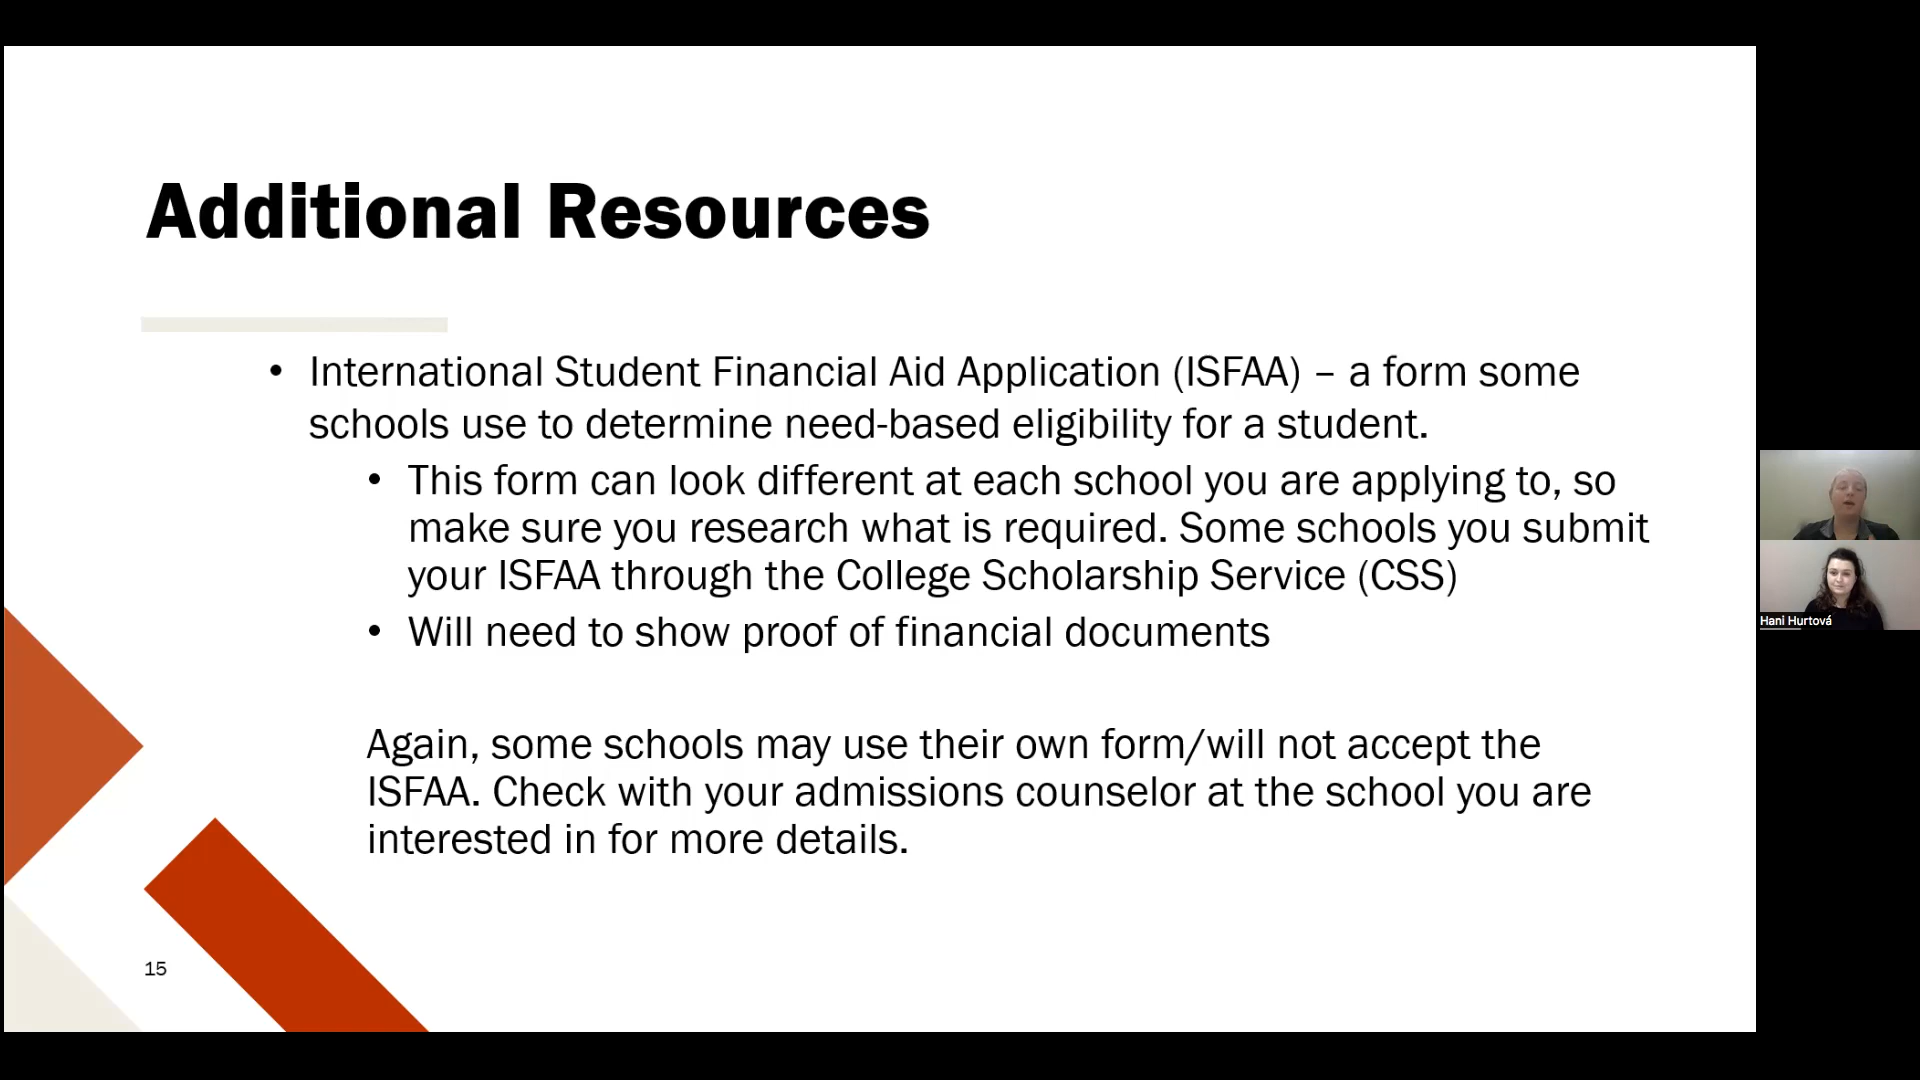 Additional Resources
• International Student Financial Aid Application (ISFAA) – a form some
schools use to determine need-based eligibility for a student.
• This form can look different at each school you are applying to, so
make sure you research what is required. Some schools you submit
your ISFAA through the College Scholarship Service (CSS)
• Will need to show proof of financial documents
Again, some schools may use their own form/will not accept the
ISFAA. Check with your admissions counselor at the school you are
interested in for more details.
15
Hani Hurtová